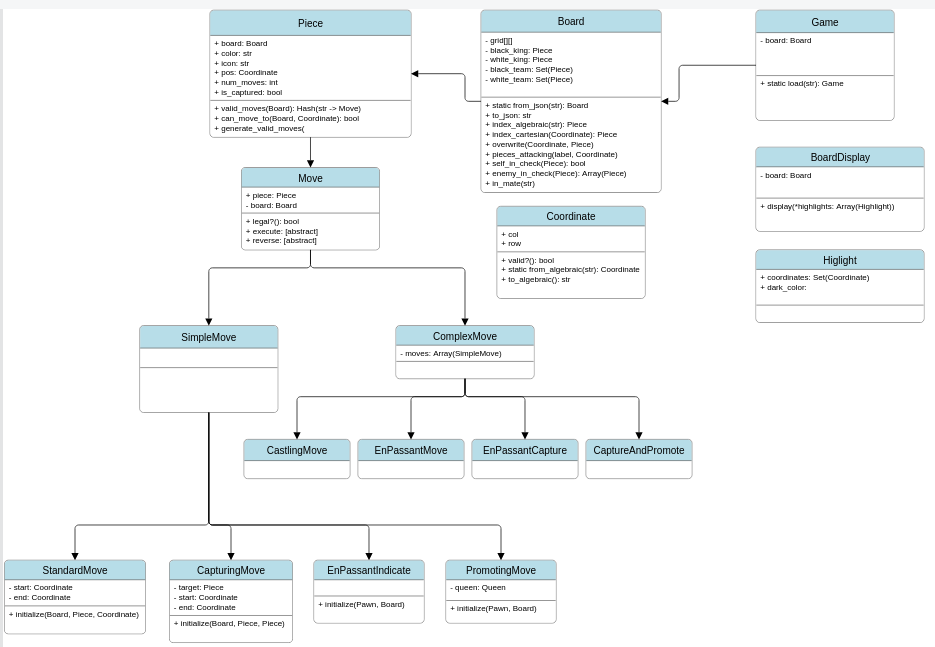 Piece
+ board: Board
+ color: str
+ icon: str
+ pos: Coordinate
+ num_moves: int
+ is_captured: bool
+ valid_moves(Board): Hash(str -> Move)
+ can_move_to(Board, Coordinate): bool
+ generate_valid_moves(
Board
- grid[][]
- black_king: Piece
- white_king: Piece
- black_team: Set(Piece)
- white_team: Set(Piece)
+ static from_json(str): Board
+ to_json: str
+ index_algebraic(str): Piece
+ index_cartesian(Coordinate): Piece
+ overwrite(Coordinate, Piece)
+ pieces_attacking(label, Coordinate)
+ self_in_check(Piece): bool
+ enemy_in_check(Piece): Array(Piece)
+ in_mate(str)
Game
- board: Board
+ static load(str): Game
BoardDisplay
- board: Board
+ display(*highlights: Array(Highlight))
Move
+ piece: Piece
- board: Board
+ legal?(): bool
+ execute: [abstract]
+ reverse: [abstract]
Coordinate
+ col
+ row
+ valid?(): bool
+ static from_algebraic(str): Coordinate
+ to_algebraic(): str
Higlight
+ coordinates: Set(Coordinate)
+ dark_color:
SimpleMove
ComplexMove
- moves: Array(SimpleMove)
CastlingMove
EnPassantMove
EnPassantCapture
CaptureAndPromote
StandardMove
- start: Coordinate
- end: Coordinate
+ initialize(Board, Piece, Coordinate)
CapturingMove
- target: Piece
- start: Coordinate
- end: Coordinate
+ initialize(Board, Piece, Piece)
EnPassantIndicate
+ initialize(Pawn, Board)
PromotingMove
- queen: Queen
+ initialize(Pawn, Board)